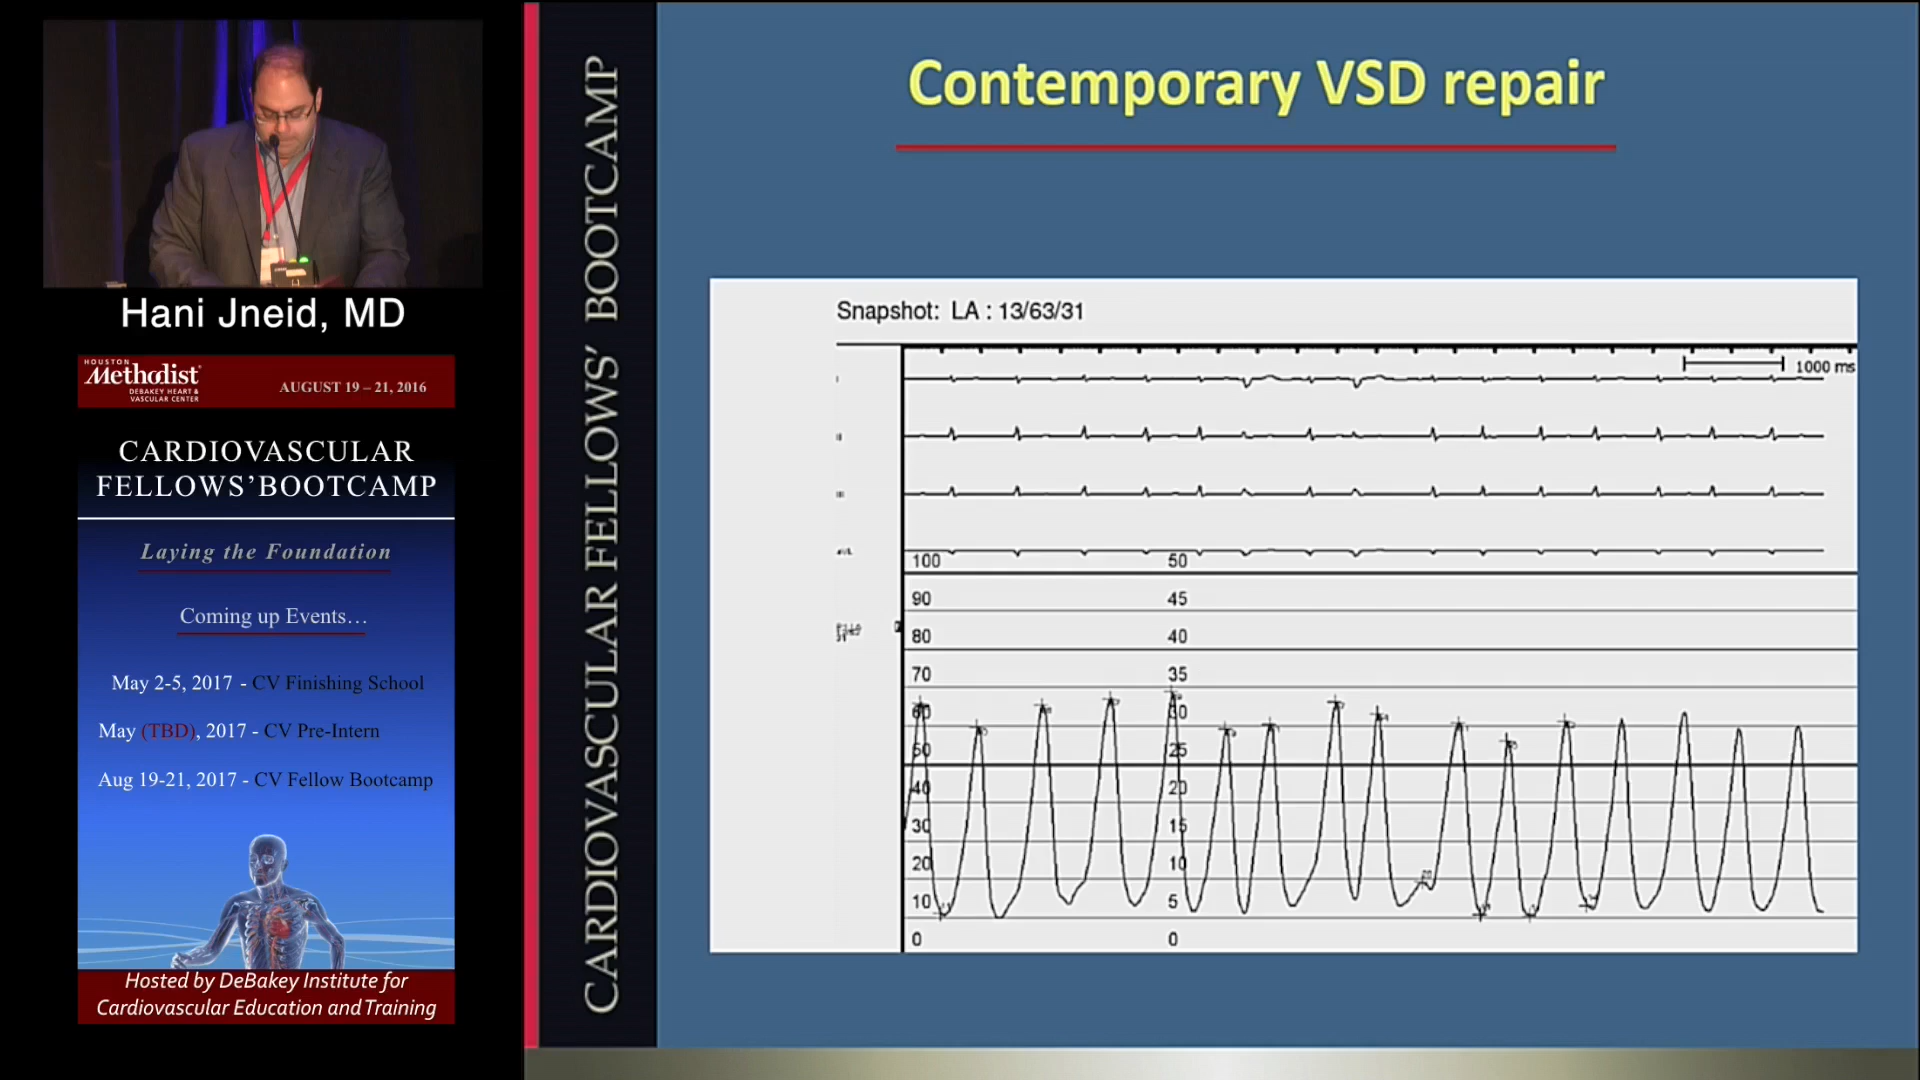 Hani Jneid, MD
HOUSTON
Methodist
DEBAKEY HEART &
VASCULAR CENTER
AUGUST 19 – 21, 2016
CARDIOVASCULAR
FELLOWS'BOOTCAMP
Laying the Foundation
Coming up Events…
May 2-5, 2017 - CV Finishing School
May (TBD), 2017 - CV Pre-Intern
Aug 19-21, 2017 - CV Fellow Bootcamp
Hosted by DeBakey Institute for
Cardiovascular Education and Training
CARDIOVASCULAR FELLOWS' BOOTCAMP
Contemporary VSD repair
Snapshot: LA : 13/63/31
1000 ms
100 50
90 45
80 40
70 35
60 30
50 25
40 20
30 15
20 10
10 5
0 0